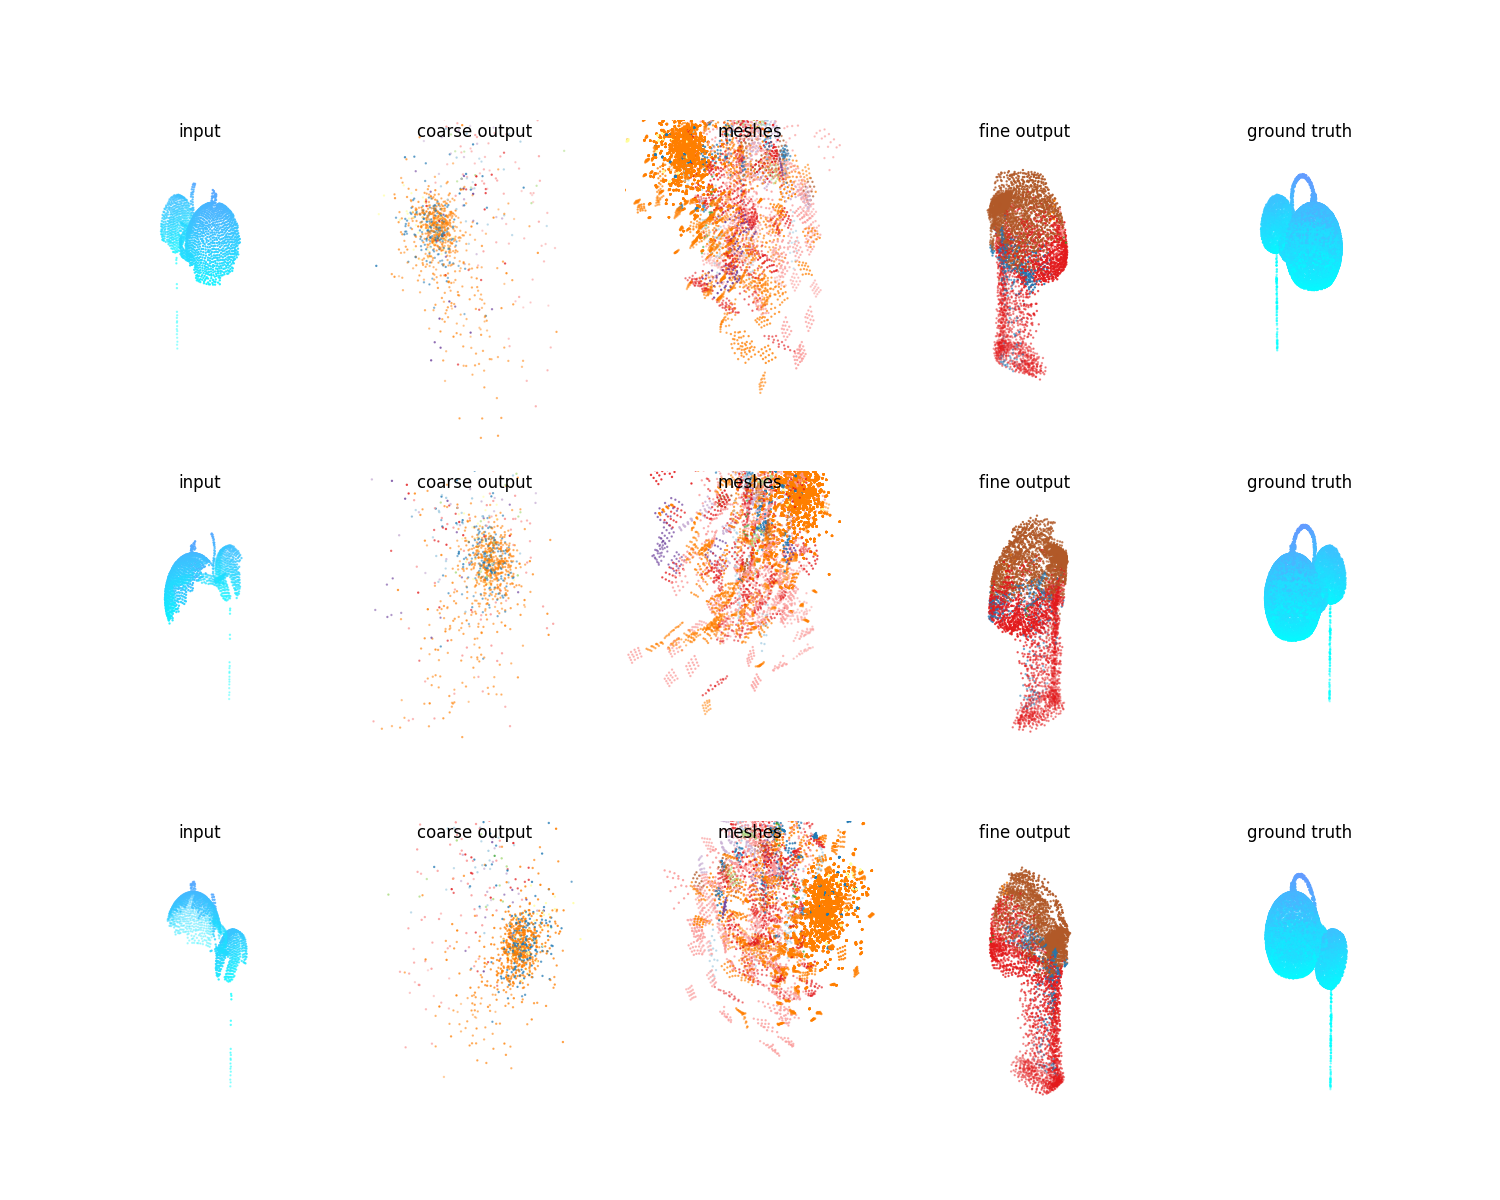 input
coarse output
meshes
fine output
ground truth
input
coarse output
meshes
fine output
ground truth
input
coarse output
meshes
fine output
ground truth